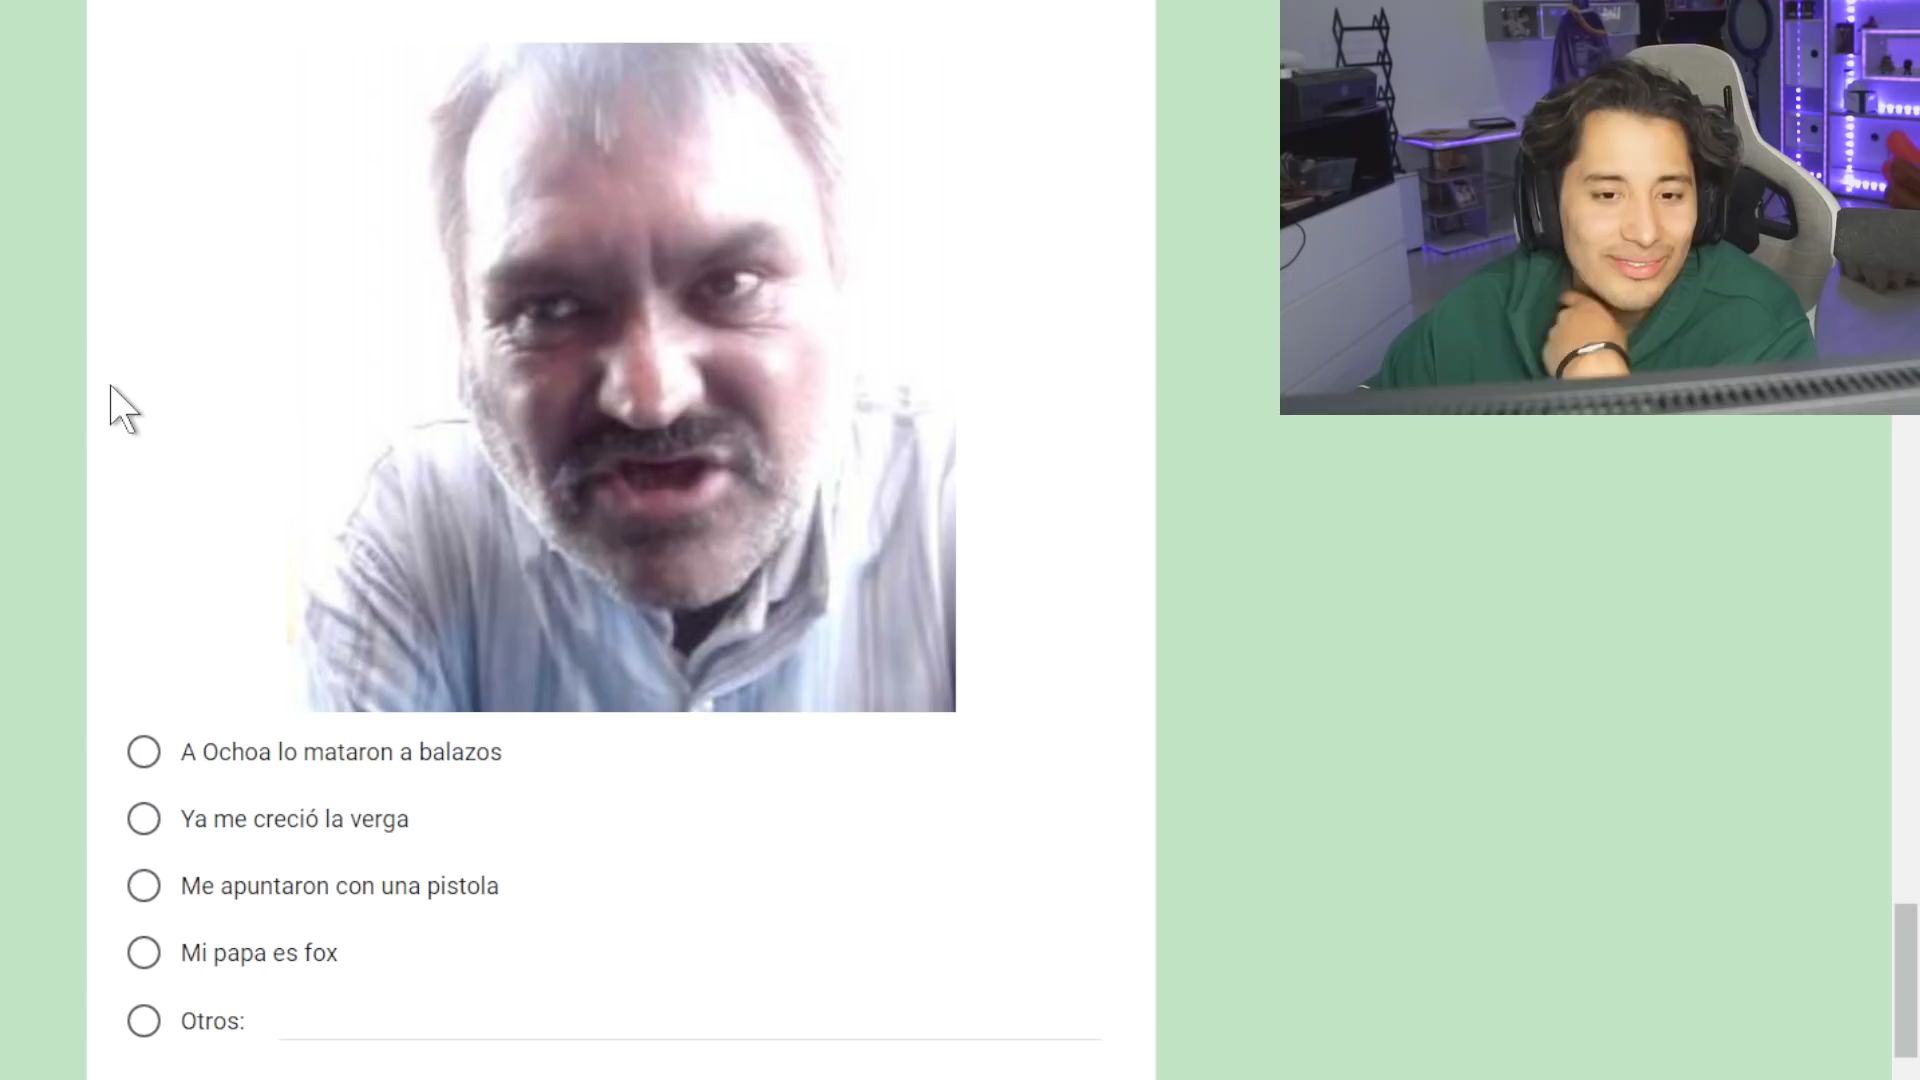 A Ochoa lo mataron a balazos
Ya me creció la verga
Me apuntaron con una pistola
Mi papa es fox
Otros: